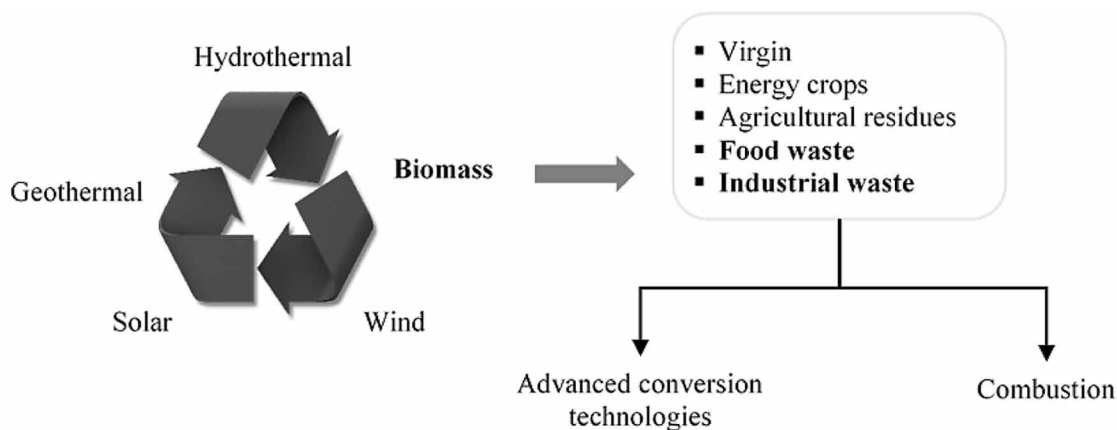 Hydrothermal
Biomass
Geothermal
Solar
Wind
▪ Virgin
▪ Energy crops
▪ Agricultural residues
▪ Food waste
▪ Industrial waste
Advanced conversion
technologies
Combustion